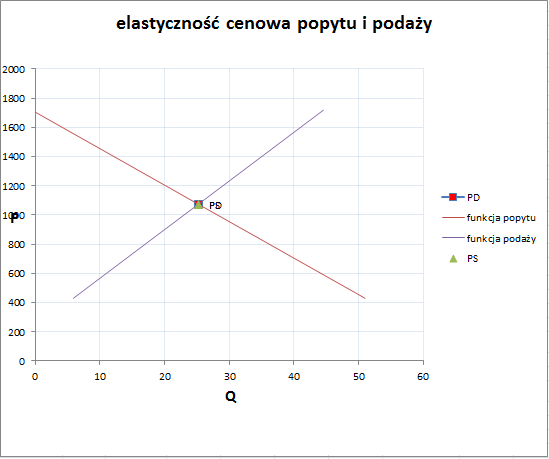 elastyczność cenowa popytu i podaży
2000
1800
1600
1400
1200
1000
800
600
400
200
0
P
PD
0 10 20 30 40 50 60
Q
PD
funkcja popytu
funkcja podaży
PS